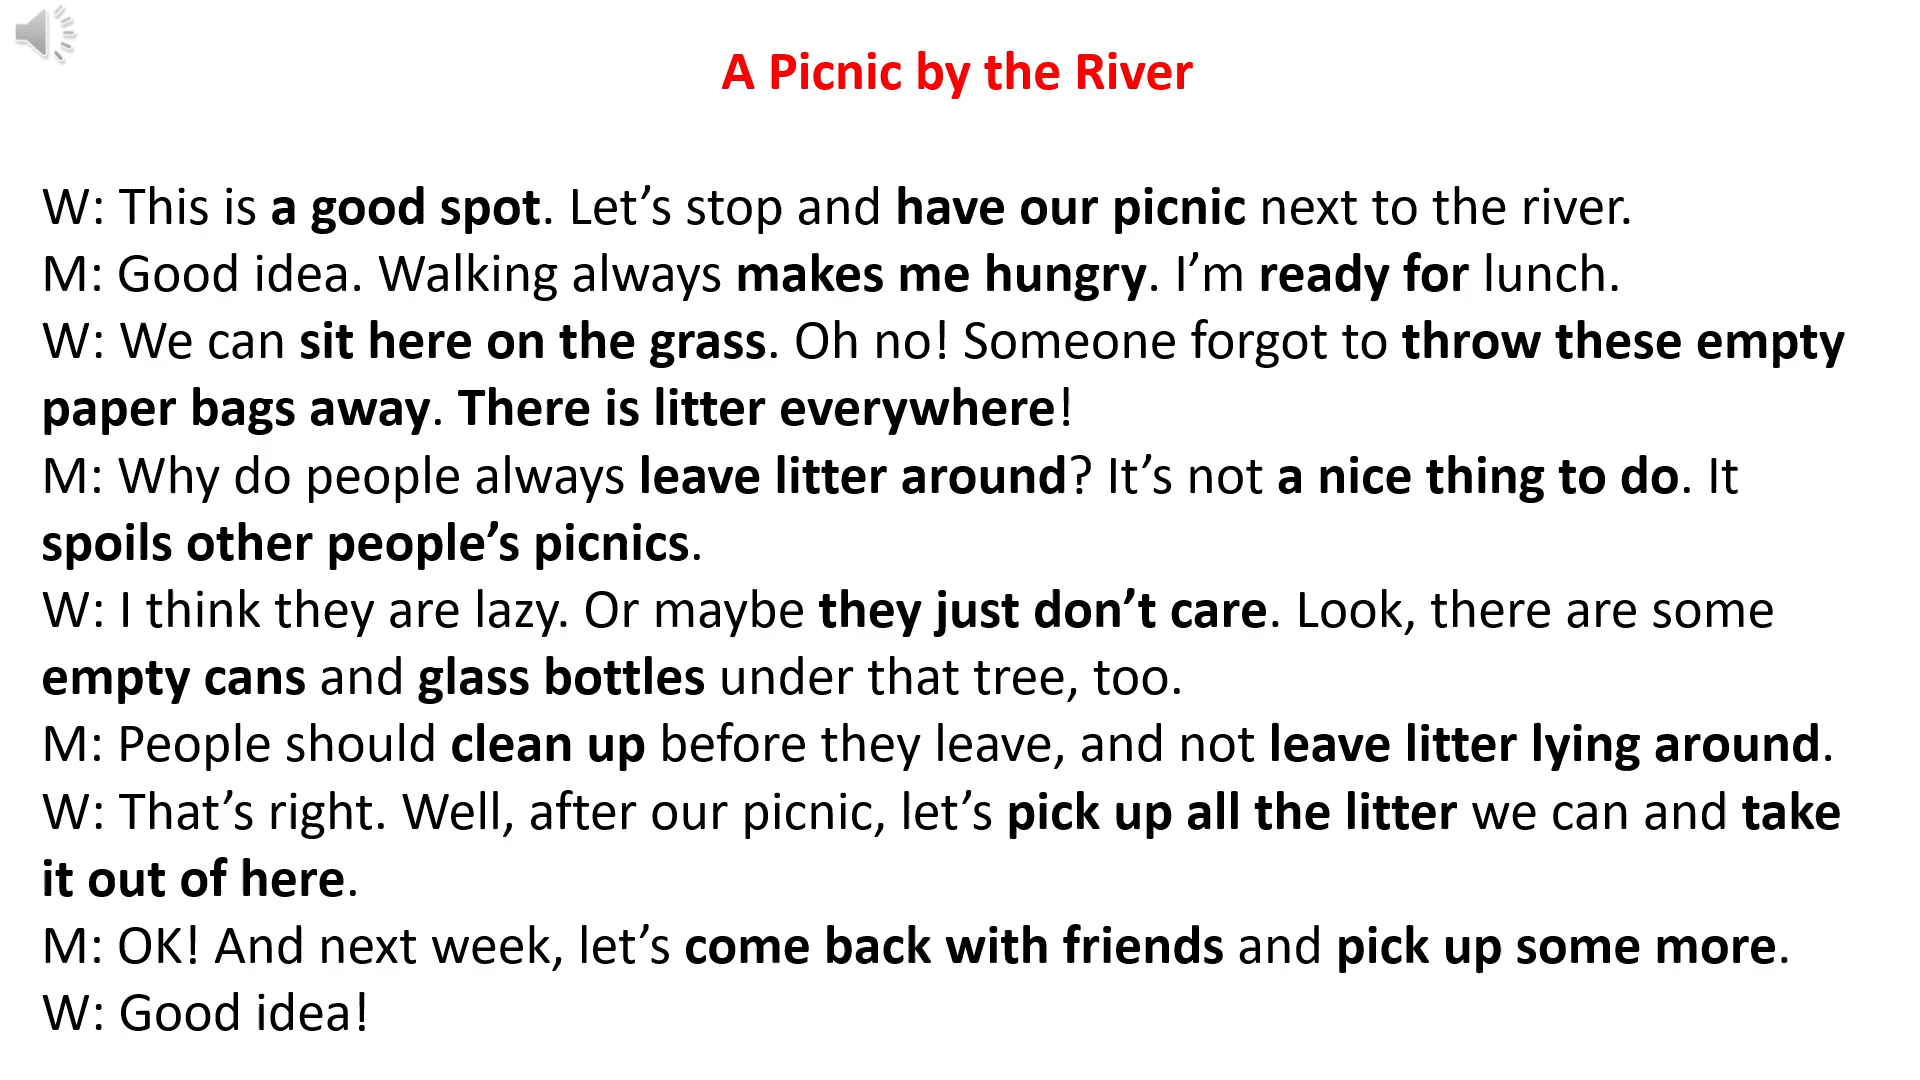 A Picnic by the River
W: This is a good spot. Let’s stop and have our picnic next to the river.
M: Good idea. Walking always makes me hungry. I’m ready for lunch.
W: We can sit here on the grass. Oh no! Someone forgot to throw these empty
paper bags away. There is litter everywhere!
M: Why do people always leave litter around? It’s not a nice thing to do. It
spoils other people’s picnics.
W: I think they are lazy. Or maybe they just don’t care. Look, there are some
empty cans and glass bottles under that tree, too.
M: People should clean up before they leave, and not leave litter lying around.
W: That’s right. Well, after our picnic, let’s pick up all the litter we can and take
it out of here.
M: OK! And next week, let’s come back with friends and pick up some more.
W: Good idea!